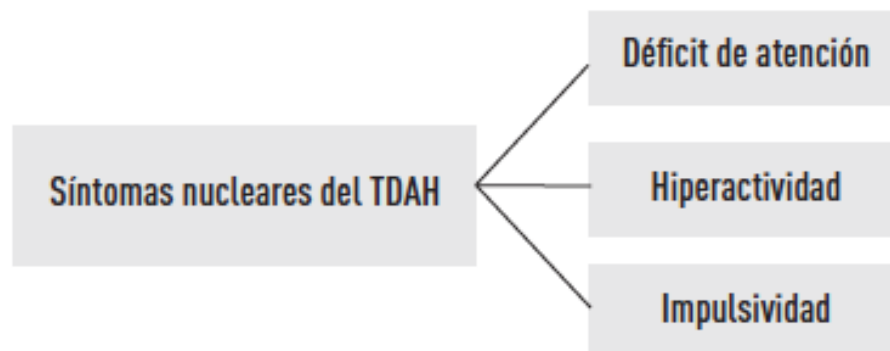 Síntomas nucleares del TDAH
Déficit de atención
Hiperactividad
Impulsividad